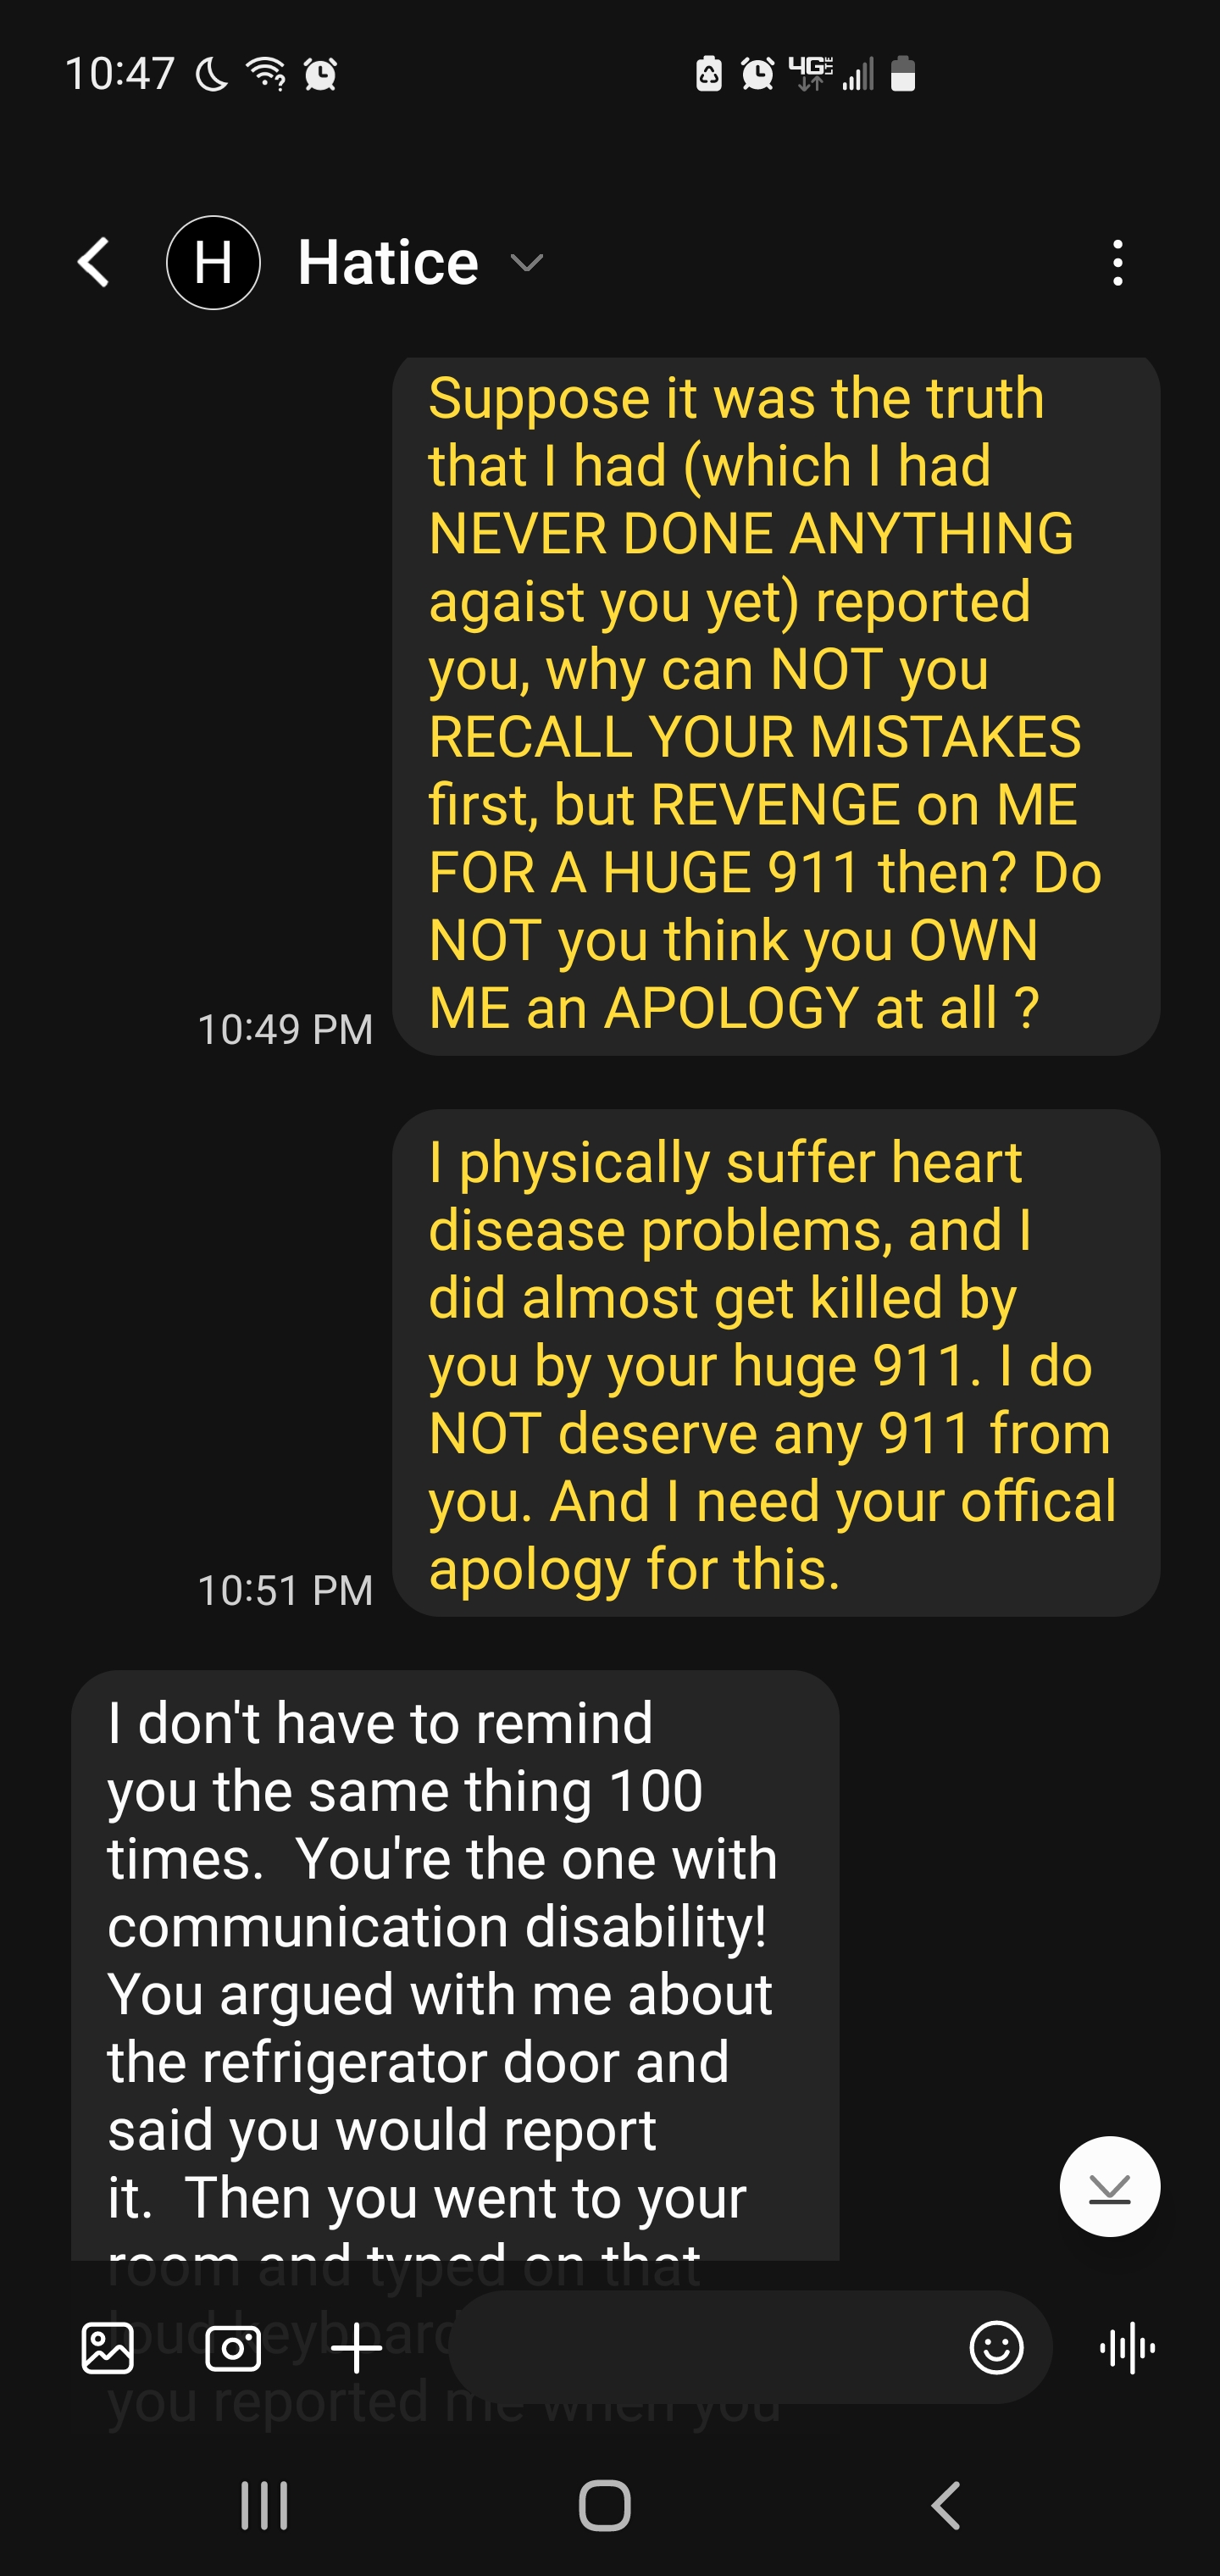 10:47
4G LTE
H Hatice
Suppose it was the truth
that I had (which I had
NEVER DONE ANYTHING
agaist you yet) reported
you, why can NOT you
RECALL YOUR MISTAKES
first, but REVENGE on ME
FOR A HUGE 911 then? Do
NOT you think you OWN
ME an APOLOGY at all ?
10:49 PM
I physically suffer heart
disease problems, and I
did almost get killed by
you by your huge 911. I do
NOT deserve any 911 from
you. And I need your offical
apology for this.
10:51 PM
I don't have to remind
you the same thing 100
times.  You're the one with
communication disability!
You argued with me about
the refrigerator door and
said you would report
it.  Then you went to your
room and typed on that
loud keyboard
you reported me when you